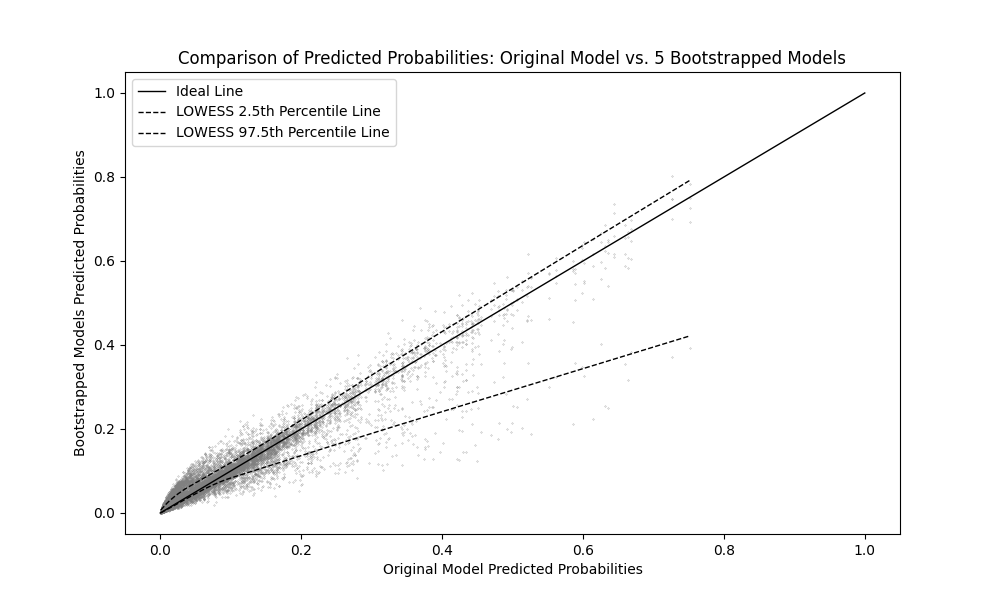 Comparison of Predicted Probabilities: Original Model vs. 5 Bootstrapped Models
Ideal Line
LOWESS 2.5th Percentile Line
LOWESS 97.5th Percentile Line
Bootstrapped Models Predicted Probabilities
1.0
0.8
0.6
0.4
0.2
0.0
0.0 0.2 0.4 0.6 0.8 1.0
Original Model Predicted Probabilities